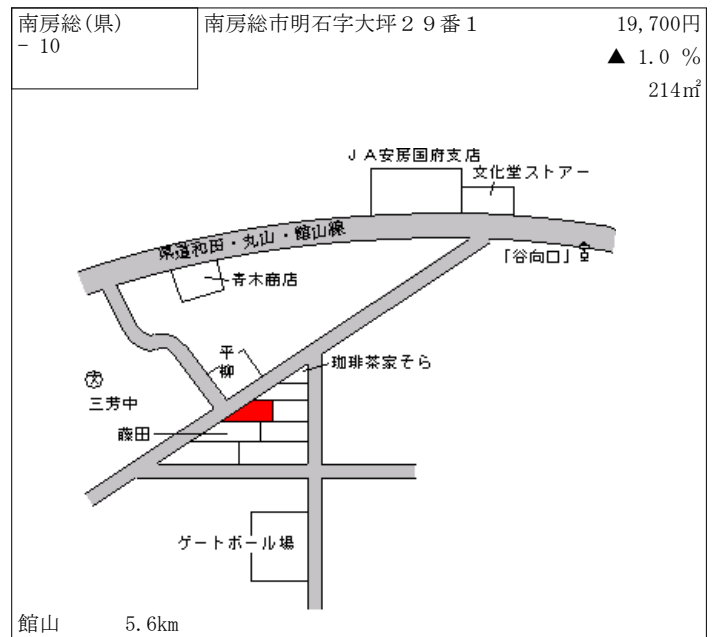 南房総(県)
- 10
南房総市明石字大坪２９番１
19,700円
▲ 1.0 %
214㎡
ＪＡ安房国府支店
文化堂ストアー
県道和田・丸山・館山線
「谷向口」
青木商店
平柳
珈琲茶家そら
文
三芳中
藤田
ゲートボール場
館山 5.6km